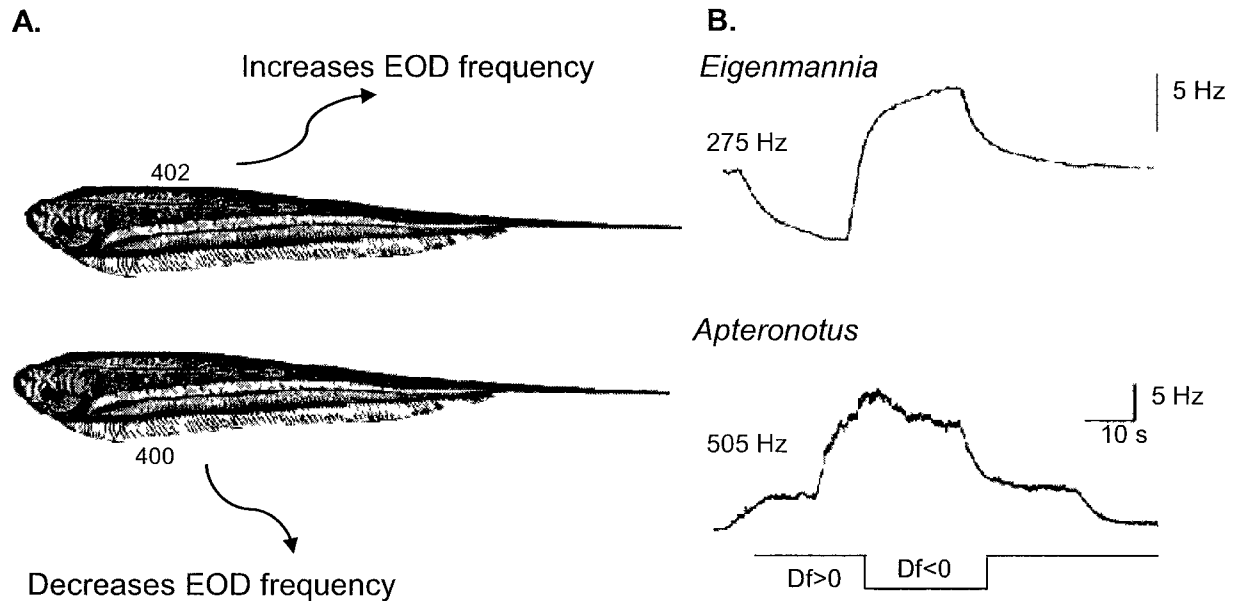 A.
Increases EOD frequency
402
400
Decreases EOD frequency
B.
Eigenmannia
5 Hz
275 Hz
Apteronotus
5 Hz
10 s
505 Hz
Df>0
Df<0